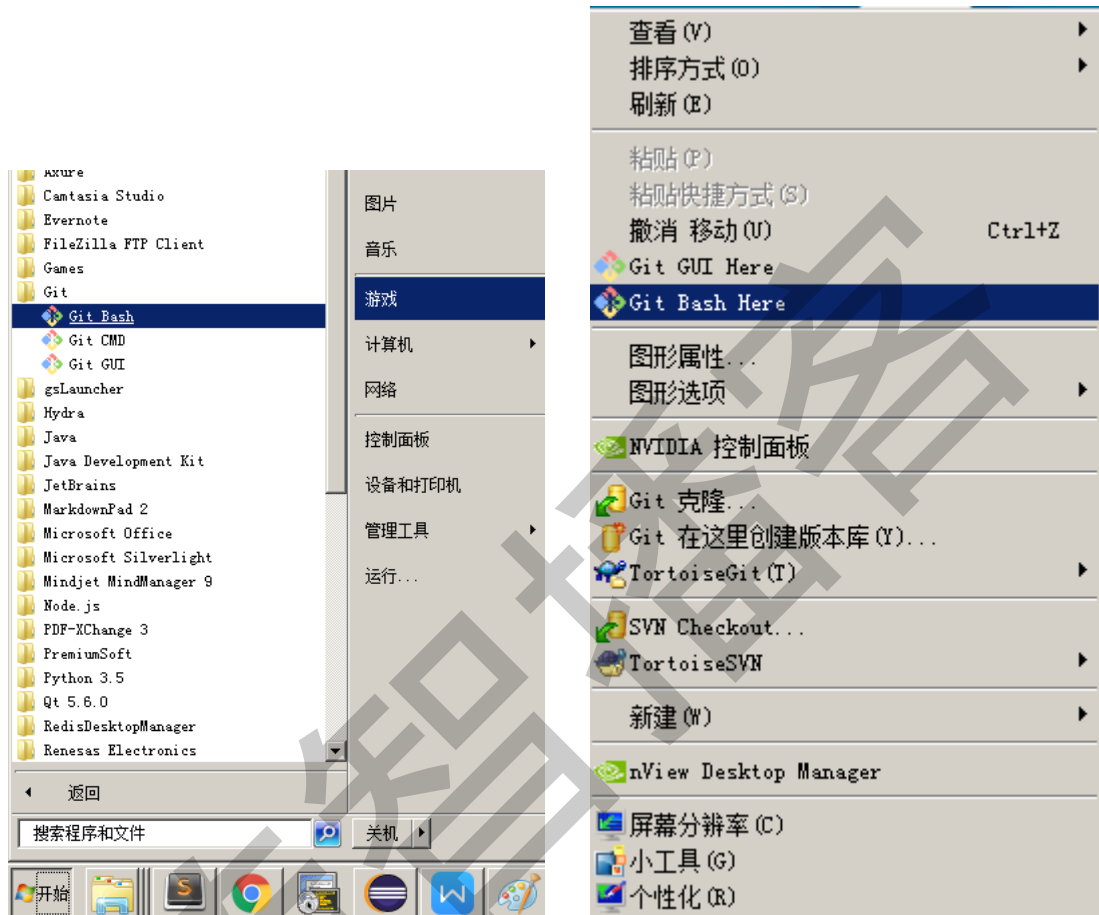 Axure
Camtasia Studio
Evernote
FileZilla FTP Client
Games
Git
Git Bash
Git CMD
Git GUI
gsLauncher
Hydra
Java
Java Development Kit
JetBrains
MarkdownPad 2
Microsoft Office
Microsoft Silverlight
Mindjet MindManager 9
Node.js
PDF-XChange 3
PremiumSoft
Python 3.5
Qt 5.6.0
RedisDesktopManager
Renesas Electronics
返回
搜索程序和文件
开始
图片
音乐
游戏
计算机
网络
控制面板
设备和打印机
管理工具
运行...
关机
查看(V)
排序方式(O)
刷新(E)
粘贴(P)
粘贴快捷方式(S)
撤消 移动(U) Ctrl+Z
Git GUI Here
Git Bash Here
图形属性...
图形选项
NVIDIA 控制面板
Git 克隆...
Git 在这里创建版本库(Y)...
TortoiseGit(T)
SVN Checkout...
TortoiseSVN
新建(W)
nView Desktop Manager
屏幕分辨率(C)
小工具(G)
个性化(R)
智播客